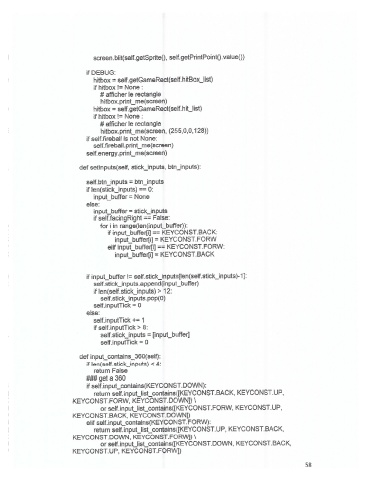 screen.blit(self.getSprite(), self.getPrintPoint().value())
if DEBUG:
hitbox = self.getGameRect(self.hitBox_list)
if hitbox != None :
# afficher le rectangle
hitbox.print_me(screen)
hitbox = self.getGameRect(self.hit_list)
if hitbox != None :
# afficher le rectangle
hitbox.print_me(screen, (255,0,0,128))
if self.fireball is not None:
self.fireball.print_me(screen)
self.energy.print_me(screen)
def setInputs(self, stick_inputs, btn_inputs):
self.btn_inputs = btn_inputs
if len(stick_inputs) == 0:
input_buffer = None
else:
input_buffer = stick_inputs
if self.facingRight == False:
for i in range(len(input_buffer)):
if input_buffer[i] == KEYCONST.BACK:
input_buffer[i] = KEYCONST.FORW
elif input_buffer[i] == KEYCONST.FORW:
input_buffer[i] = KEYCONST.BACK
if input_buffer != self.stick_inputs[len(self.stick_inputs)-1]:
self.stick_inputs.append(input_buffer)
if len(self.stick_inputs) > 12:
self.stick_inputs.pop(0)
self.inputTick = 0
else:
self.inputTick += 1
if self.inputTick > 8:
self.stick_inputs = [input_buffer]
self.inputTick = 0
def input_contains_360(self):
if len(self.stick_inputs) < 4:
return False
### get a 360
if self.input_contains(KEYCONST.DOWN):
return self.input_list_contains([KEYCONST.BACK, KEYCONST.UP,
KEYCONST.FORW, KEYCONST.DOWN]) \
or self.input_list_contains([KEYCONST.FORW, KEYCONST.UP,
KEYCONST.BACK, KEYCONST.DOWN])
elif self.input_contains(KEYCONST.FORW):
return self.input_list_contains([KEYCONST.UP, KEYCONST.BACK,
KEYCONST.DOWN, KEYCONST.FORW]) \
or self.input_list_contains([KEYCONST.DOWN, KEYCONST.BACK,
KEYCONST.UP, KEYCONST.FORW])
58